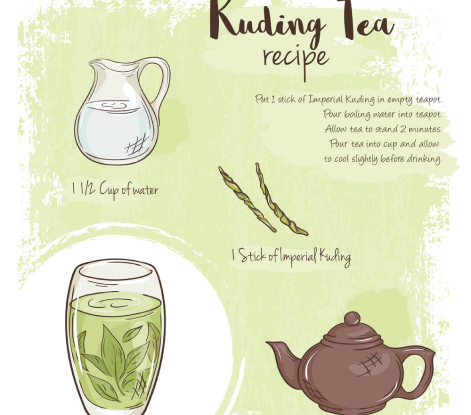 Kuding Tea
recipe
Put 1 stick of Imperial Kuding in empty teapot.
Pour boiling water into teapot.
Allow tea to stand 2 minutes.
Pour tea into cup and allow
to cool slightly before drinking.
1 1/2 Cup of water
1 Stick of Imperial Kuding